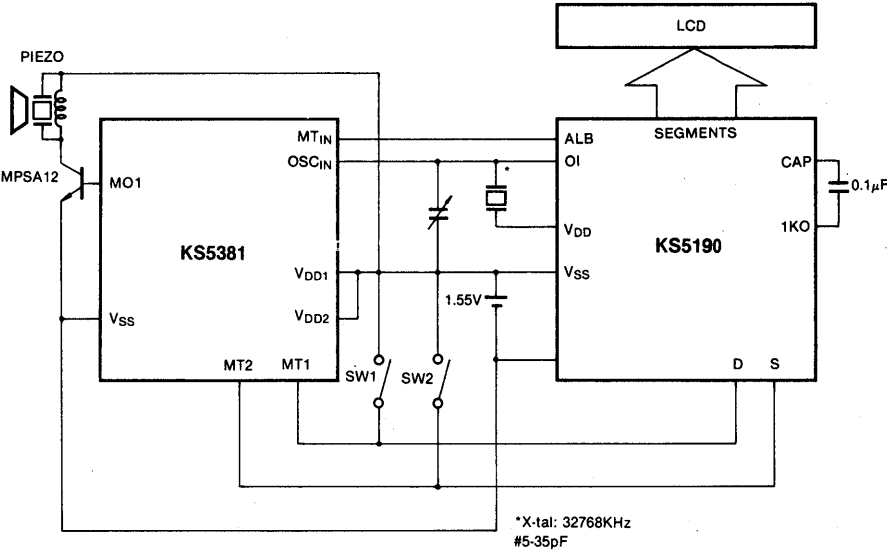 LCD
PIEZO
SEGMENTS
MT_IN
ALB
OSC_IN
OI
CAP
*
MPSA12
MO1
0.1μF
V_DD
1KO
KS5381
KS5190
V_DD1
V_SS
1.55V
V_SS
V_DD2
MT2
MT1
SW1
SW2
D
S
*X-tal: 32768KHz
#5-35pF